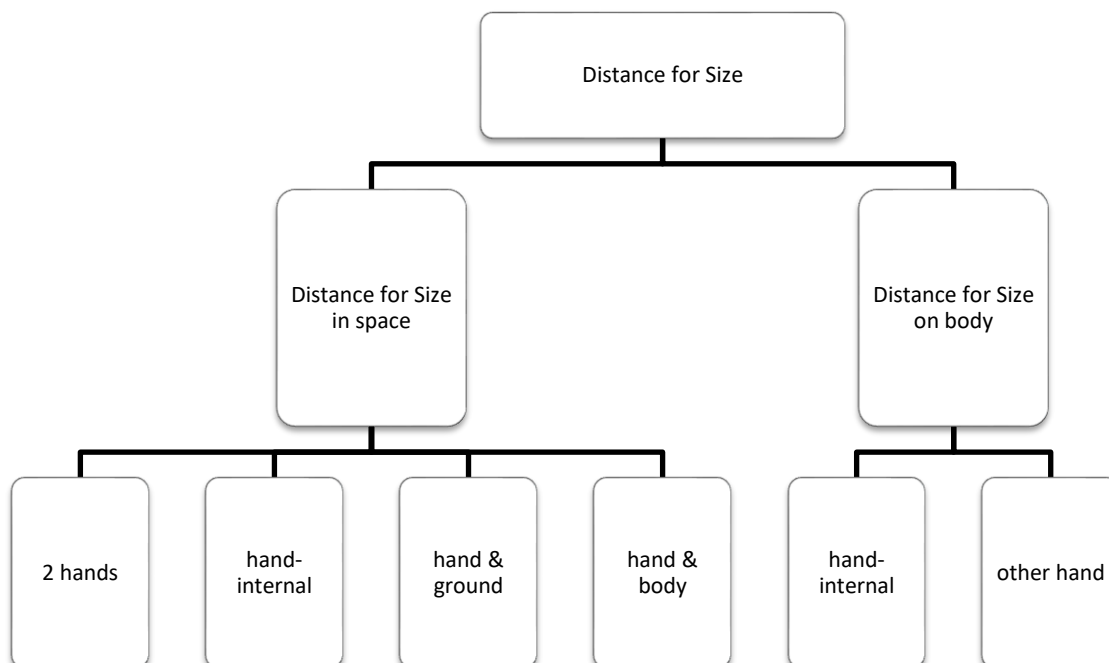 Distance for Size
Distance for Size
in space
Distance for Size
on body
2 hands
hand-
internal
hand &
ground
hand &
body
hand-
internal
other hand